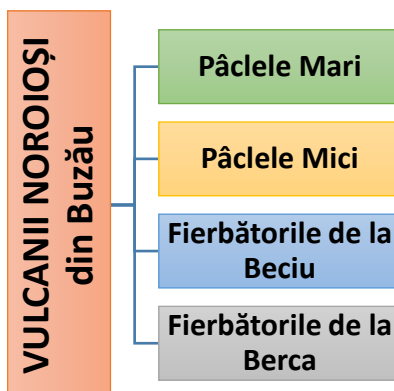 VULCANII NOROIOȘI
din Buzău
Pâclele Mari
Pâclele Mici
Fierbătorile de la
Beciu
Fierbătorile de la
Berca